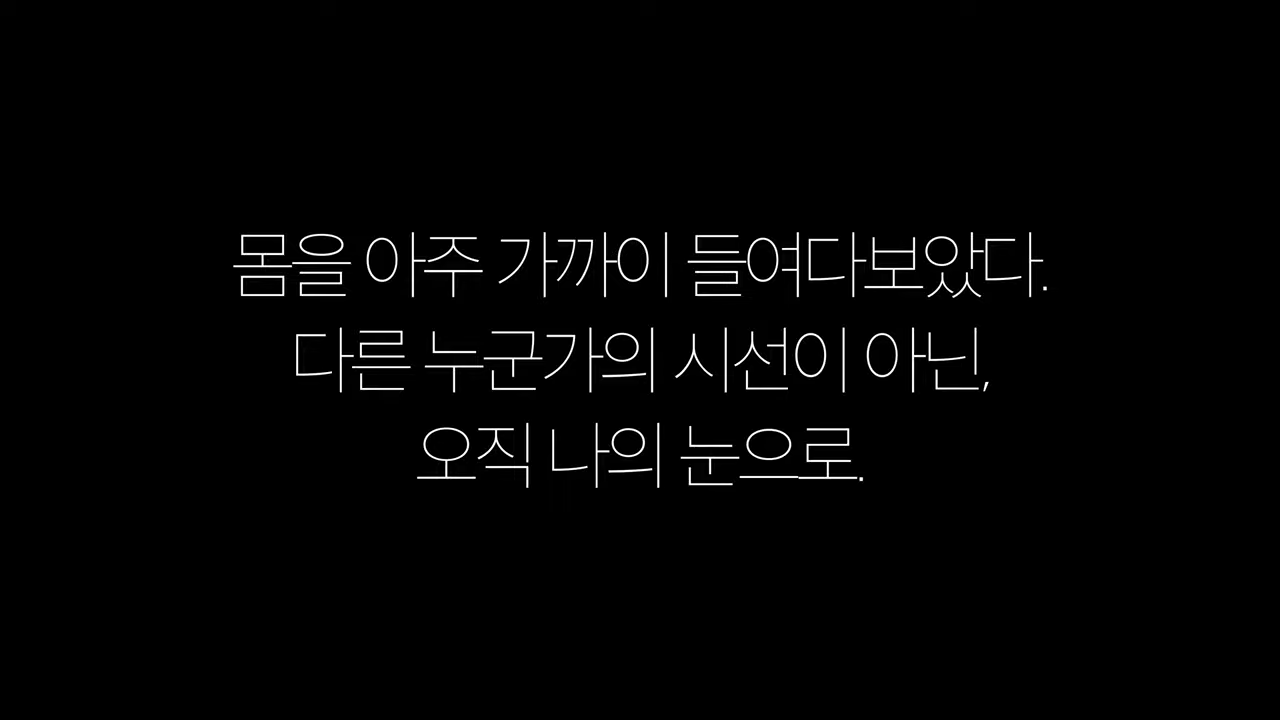 몸을 아주 가까이 들여다보았다.
다른 누군가의 시선이 아닌,
오직 나의 눈으로.